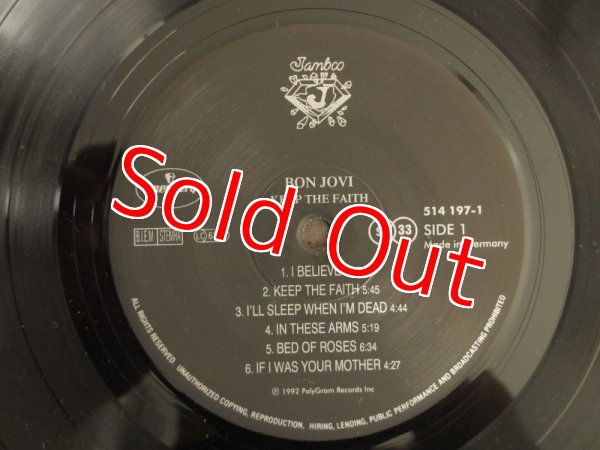 Jambco
J
BON JOVI
KEEP THE FAITH
Sold Out
514 197-1
33
SIDE 1
Made in Germany
B.I.E.M STEMRA
LC
1. I BELIEVE
2. KEEP THE FAITH 5:45
3. I'LL SLEEP WHEN I'M DEAD 4:44
4. IN THESE ARMS 5:19
5. BED OF ROSES 6:34
6. IF I WAS YOUR MOTHER 4:27
℗ 1992 PolyGram Records Inc
ALL RIGHTS RESERVED. UNAUTHORIZED COPYING, REPRODUCTION, HIRING, LENDING, PUBLIC PERFORMANCE AND BROADCASTING PROHIBITED